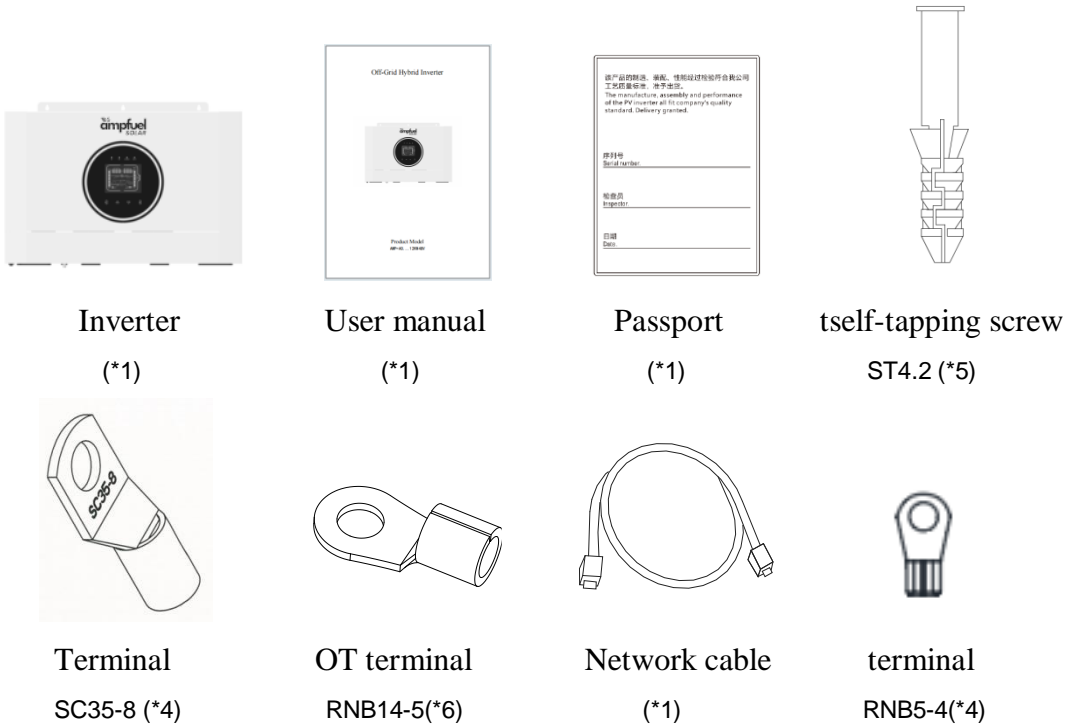 ampfuel
SOLAR
Off-Grid Hybrid Inverter
ampfuel
Product Model
该产品的制造、装配、性能经过检验符合我公司
工艺质量标准，准予出货。
The manufacture, assembly and performance
of the PV inverter all fit company's quality
standard. Delivery granted.
序列号
Serial number.
检查员
Inspector.
日期
Date.
Inverter
User manual
Passport
tself-tapping screw
(*1)
(*1)
(*1)
ST4.2 (*5)
SC35-8
Terminal
OT terminal
Network cable
terminal
SC35-8 (*4)
RNB14-5(*6)
(*1)
RNB5-4(*4)